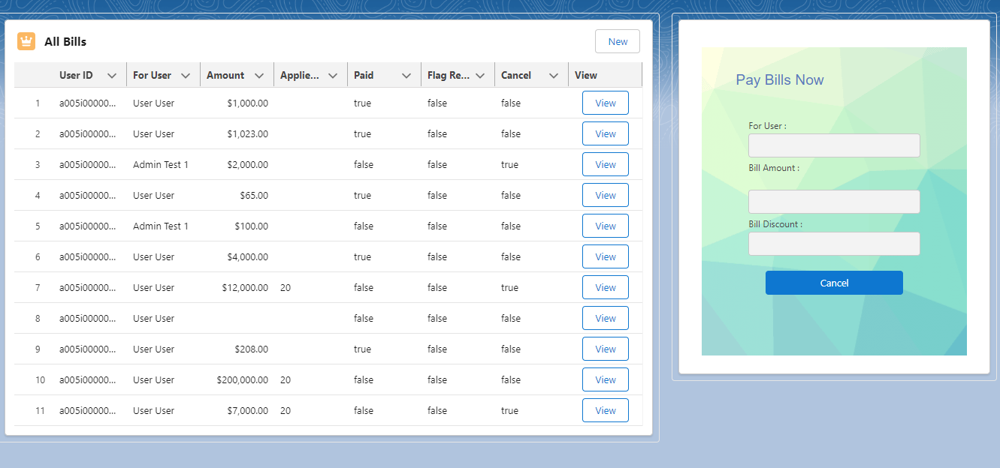 All Bills
New
User ID For User Amount Applie... Paid Flag Re... Cancel View
1 a005i00000... User User $1,000.00 true false false View
2 a005i00000... User User $1,023.00 true false false View
3 a005i00000... Admin Test 1 $2,000.00 false false true View
4 a005i00000... User User $65.00 true false false View
5 a005i00000... Admin Test 1 $100.00 false false false View
6 a005i00000... User User $4,000.00 true false false View
7 a005i00000... User User $12,000.00 20 false false true View
8 a005i00000... User User false false false View
9 a005i00000... User User $208.00 true false false View
10 a005i00000... User User $200,000.00 20 false false false View
11 a005i00000... User User $7,000.00 20 false false true View
Pay Bills Now
For User :
Bill Amount :
Bill Discount :
Cancel